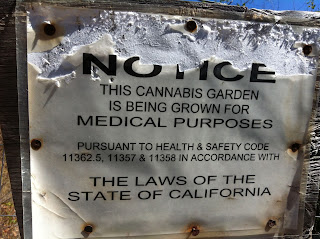 NOTICE
THIS CANNABIS GARDEN
IS BEING GROWN FOR
MEDICAL PURPOSES
PURSUANT TO HEALTH & SAFETY CODE
11362.5, 11357 & 11358 IN ACCORDANCE WITH
THE LAWS OF THE
STATE OF CALIFORNIA